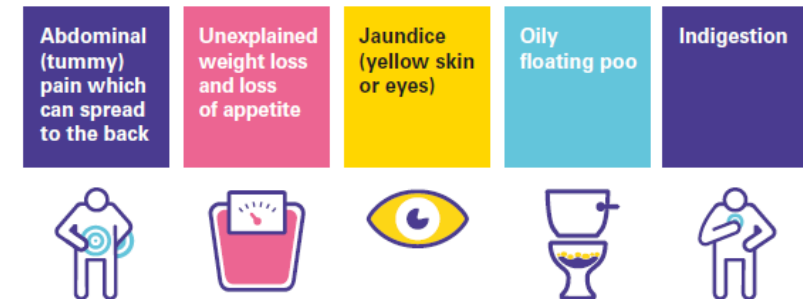 Abdominal
(tummy)
pain which
can spread
to the back
Unexplained
weight loss
and loss
of appetite
Jaundice
(yellow skin
or eyes)
Oily
floating poo
Indigestion